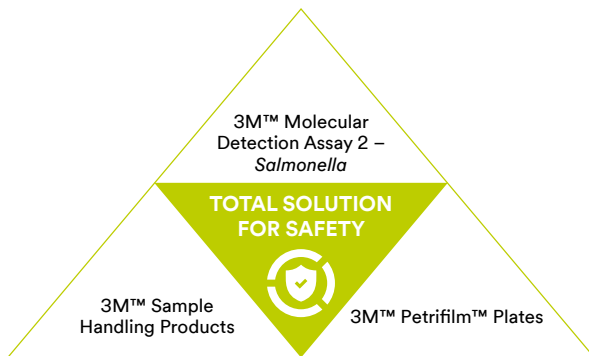 3M™ Molecular
Detection Assay 2 –
Salmonella
TOTAL SOLUTION
FOR SAFETY
3M™ Sample
Handling Products
3M™ Petrifilm™ Plates